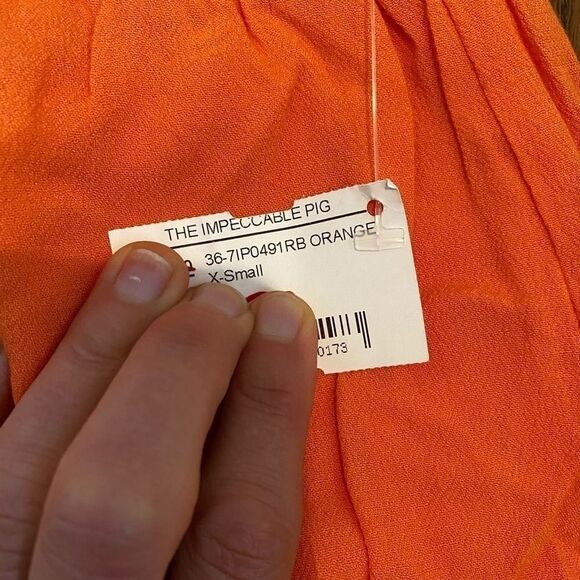 THE IMPECCABLE PIG
36-7IP0491RB ORANGE
X-Small
0173